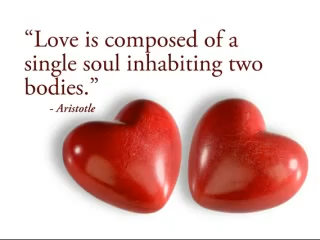 “Love is composed of a
single soul inhabiting two
bodies.”
- Aristotle